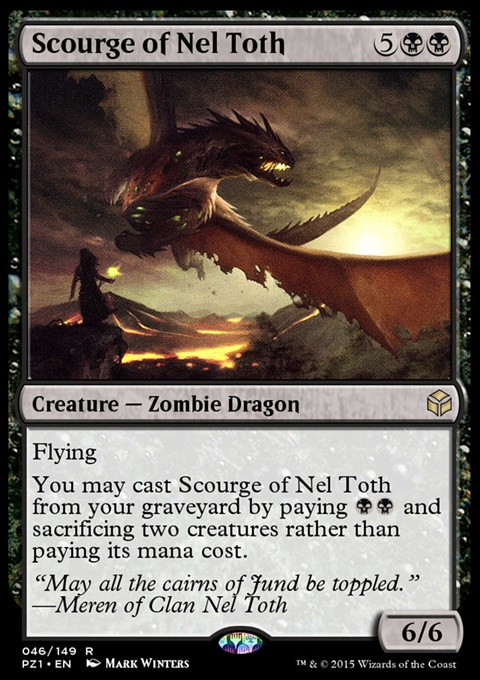 Scourge of Nel Toth 5
Creature — Zombie Dragon
Flying
You may cast Scourge of Nel Toth
from your graveyard by paying and
sacrificing two creatures rather than
paying its mana cost.
“May all the cairns of Jund be toppled.”
—Meren of Clan Nel Toth
6/6
046/149 R
PZ1 • EN Mark Winters
™ & © 2015 Wizards of the Coast